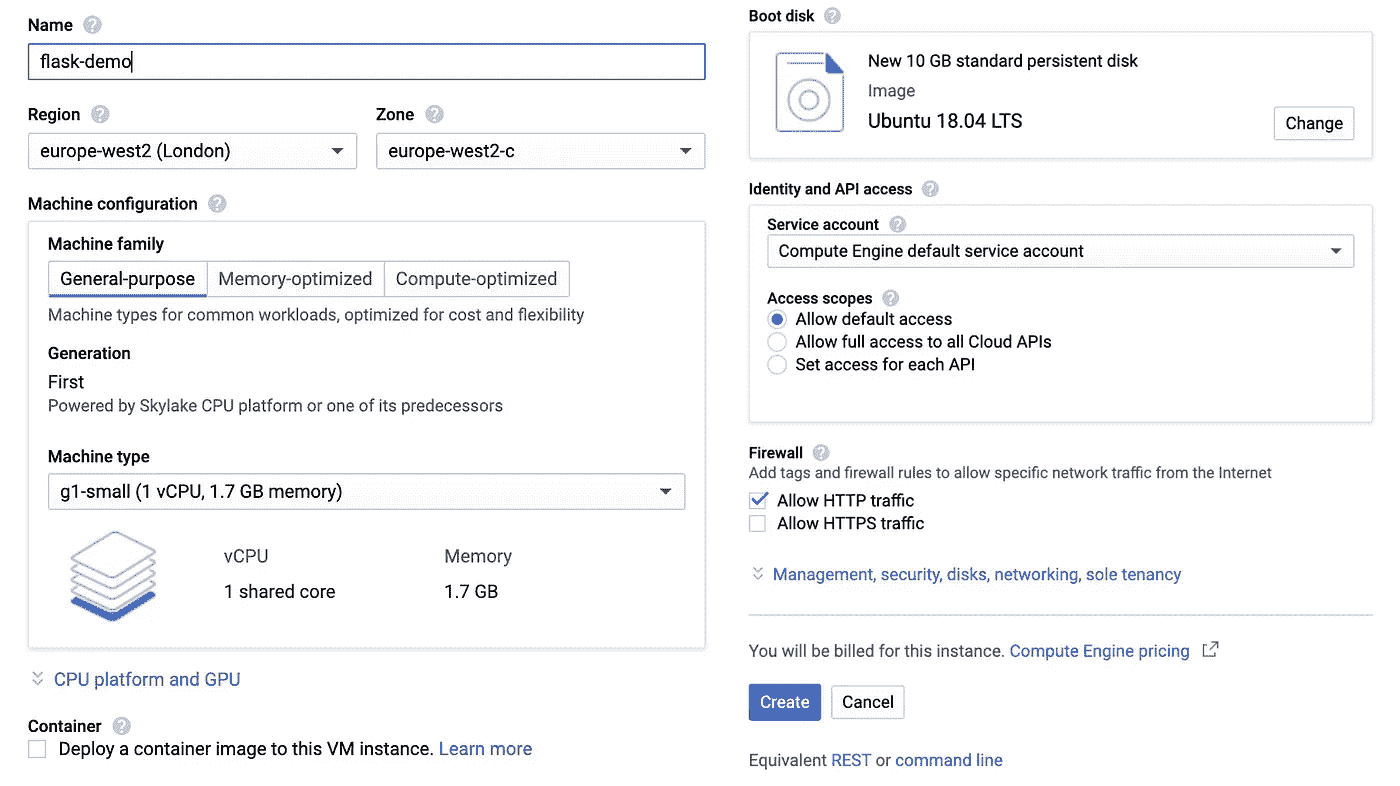 Name
flask-demo
Region Zone
europe-west2 (London) europe-west2-c
Machine configuration
Machine family
General-purpose Memory-optimized Compute-optimized
Machine types for common workloads, optimized for cost and flexibility
Generation
First
Powered by Skylake CPU platform or one of its predecessors
Machine type
g1-small (1 vCPU, 1.7 GB memory)
vCPU Memory
1 shared core 1.7 GB
CPU platform and GPU
Container
Deploy a container image to this VM instance. Learn more
Boot disk
New 10 GB standard persistent disk
Image
Ubuntu 18.04 LTS
Change
Identity and API access
Service account
Compute Engine default service account
Access scopes
Allow default access
Allow full access to all Cloud APIs
Set access for each API
Firewall
Add tags and firewall rules to allow specific network traffic from the Internet
Allow HTTP traffic
Allow HTTPS traffic
Management, security, disks, networking, sole tenancy
You will be billed for this instance. Compute Engine pricing
Create Cancel
Equivalent REST or command line